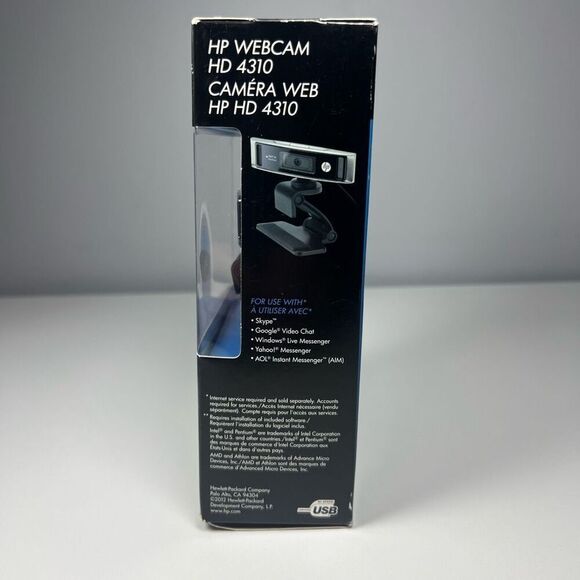 HP WEBCAM
HD 4310
CAMÉRA WEB
HP HD 4310
hp
FOR USE WITH*
A UTILISER AVEC*
• Skype™
• Google® Video Chat
• Windows® Live Messenger
• Yahoo!® Messenger
• AOL® Instant Messenger™ (AIM)
* Internet service required and sold separately. Accounts
required for services./Accès Internet nécessaire (vendu
séparément). Compte requis pour l'accès aux services.
** Requires installation of included software./
Requièrent l'installation du logiciel inclus.
Intel® and Pentium® are trademarks of Intel Corporation
in the U.S. and other countries./Intel® et Pentium® sont
des marques de commerce d'Intel Corporation aux
États-Unis et dans d'autres pays.
AMD and Athlon are trademarks of Advance Micro
Devices, Inc./AMD et Athlon sont des marques de
commerce d'Advanced Micro Devices, Inc.
Hewlett-Packard Company
Palo Alto, CA 94304
©2012 Hewlett-Packard
Development Company, L.P.
www.hp.com
HI-SPEED
USB